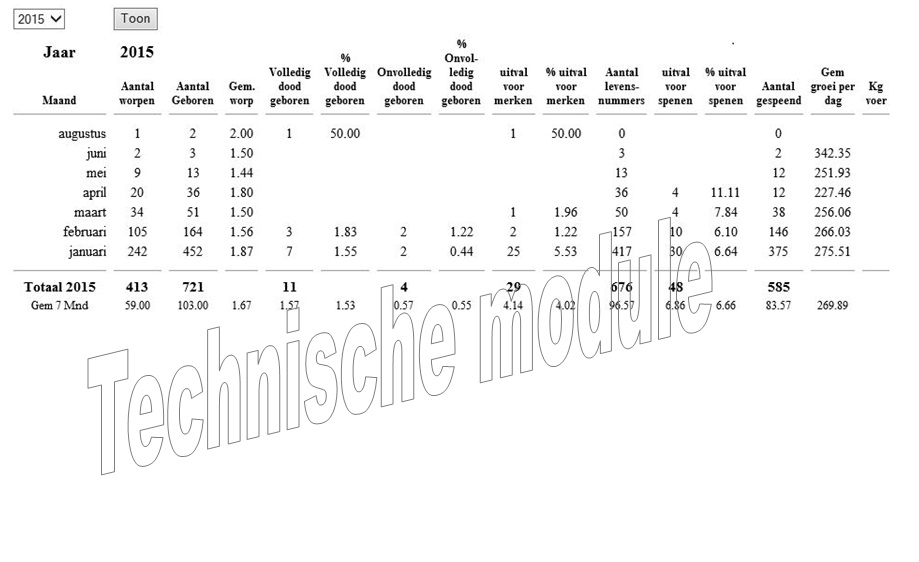 2015 Toon
Jaar 2015
Maand Aantal worpen Aantal Geboren Gem. worp Volledig dood geboren % Volledig dood geboren Onvolledig dood geboren % Onvol- ledig dood geboren uitval voor merken % uitval voor merken Aantal levens- nummers uitval voor spenen % uitval voor spenen Aantal gespeend Gem groei per dag Kg voer
augustus 1 2 2.00 1 50.00 1 50.00 0 0
juni 2 3 1.50 3 2 342.35
mei 9 13 1.44 13 12 251.93
april 20 36 1.80 36 4 11.11 12 227.46
maart 34 51 1.50 1 1.96 50 4 7.84 38 256.06
februari 105 164 1.56 3 1.83 2 1.22 2 1.22 157 10 6.10 146 266.03
januari 242 452 1.87 7 1.55 2 0.44 25 5.53 417 30 6.64 375 275.51
Totaal 2015 413 721 11 4 29 676 48 585
Gem 7 Mnd 59.00 103.00 1.67 1.57 1.53 0.57 0.55 4.14 4.02 96.57 6.86 6.66 83.57 269.89
Technische module